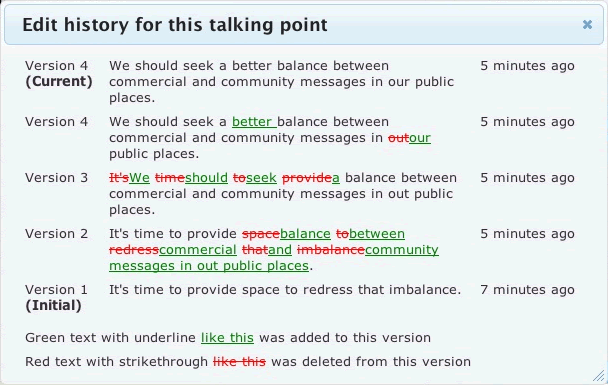 Edit history for this talking point
Version 4 We should seek a better balance between 5 minutes ago
(Current) commercial and community messages in our public
places.
Version 4 We should seek a better balance between 5 minutes ago
commercial and community messages in outour
public places.
Version 3 It'sWe timeshould toseek providea balance between 5 minutes ago
commercial and community messages in out public
places.
Version 2 It's time to provide spacebalance tobetween 5 minutes ago
redresscommercial thatand imbalancecommunity
messages in out public places.
Version 1 It's time to provide space to redress that imbalance. 7 minutes ago
(Initial)
Green text with underline like this was added to this version
Red text with strikethrough like this was deleted from this version